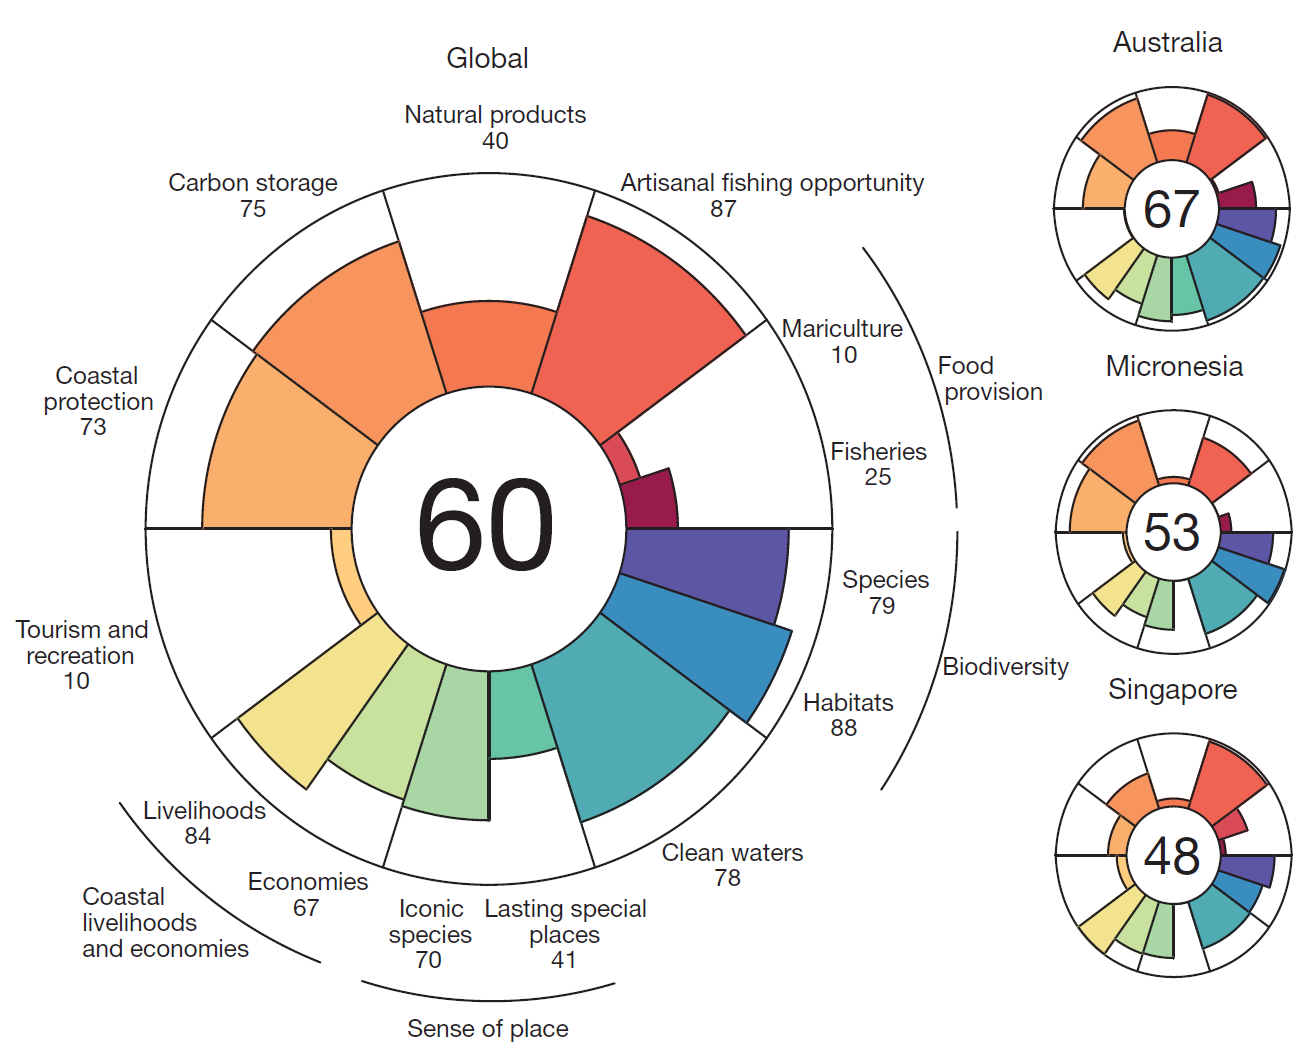 Global
Natural products
40
Carbon storage
75
Artisanal fishing opportunity
87
Mariculture
10
Food
provision
Coastal
protection
73
Fisheries
25
60
Species
79
Tourism and
recreation
10
Biodiversity
Habitats
88
Livelihoods
84
Clean waters
78
Economies
67
Coastal
livelihoods
and economies
Iconic
species
70
Lasting special
places
41
Sense of place
Australia
67
Micronesia
53
Singapore
48